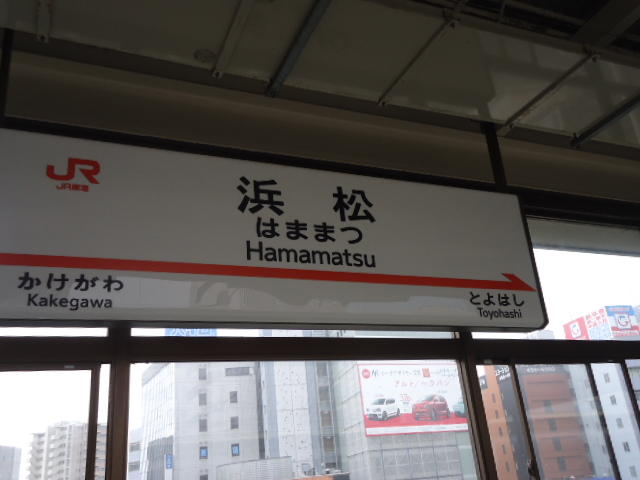 JR
JR東海
浜松
はままつ
Hamamatsu
かけがわ
Kakegawa
とよはし
Toyohashi